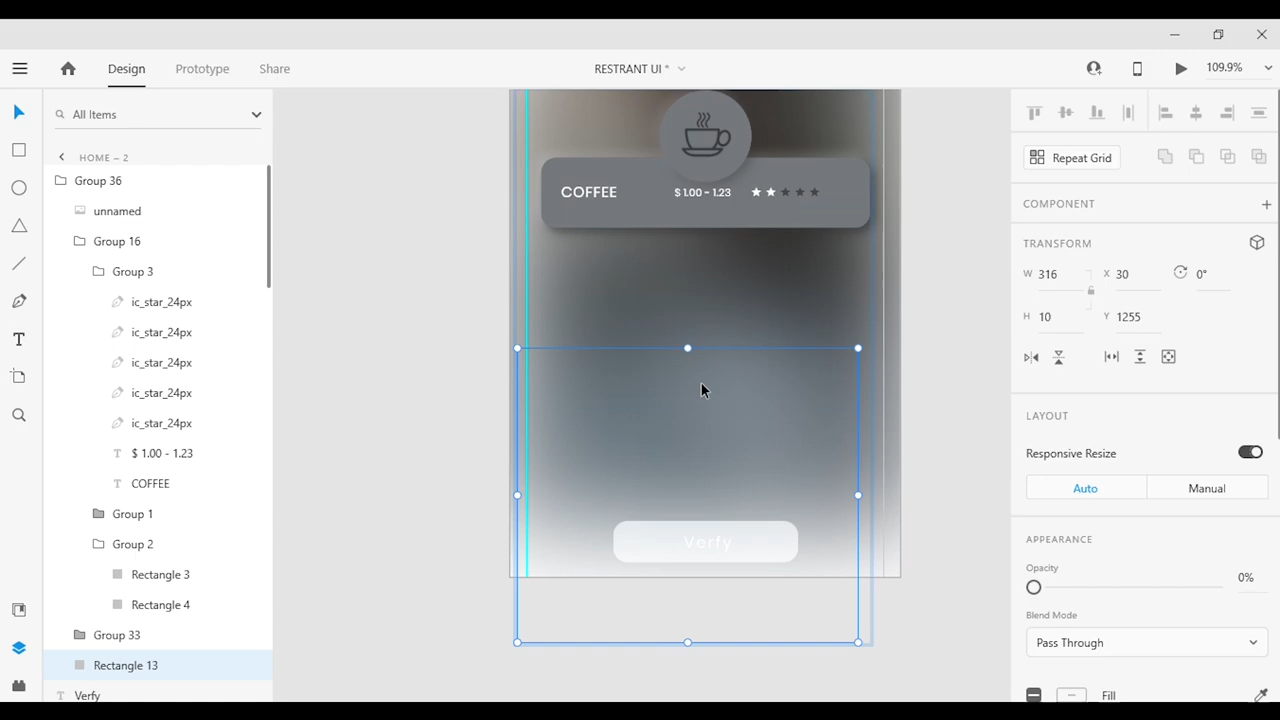 Design
Prototype
Share
RESTRANT UI *
109.9%
All Items
HOME – 2
Group 36
unnamed
Group 16
Group 3
ic_star_24px
ic_star_24px
ic_star_24px
ic_star_24px
ic_star_24px
T $ 1.00 - 1.23
T COFFEE
Group 1
Group 2
Rectangle 3
Rectangle 4
Group 33
Rectangle 13
T Verfy
COFFEE
$ 1.00 - 1.23
Verfy
Repeat Grid
COMPONENT
TRANSFORM
W 316
X 30
0°
H 10
Y 1255
LAYOUT
Responsive Resize
Auto
Manual
APPEARANCE
Opacity
0%
Blend Mode
Pass Through
Fill